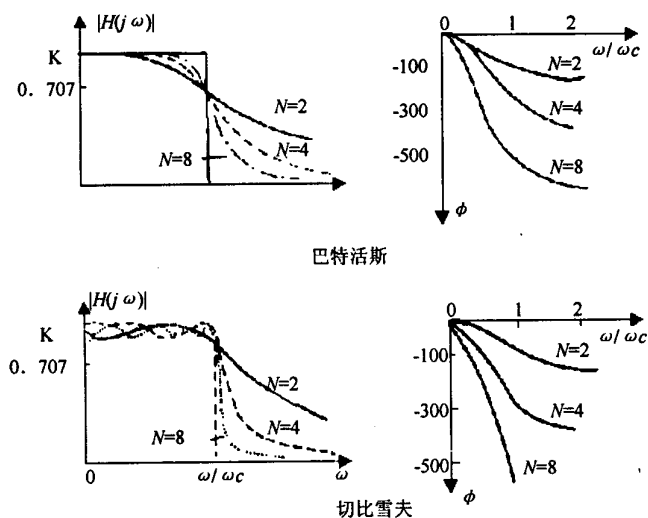 |H(jω)|
K
0. 707
N=2
N=4
N=8
0 1 2
ω/ωc
-100
-300
-500
N=2
N=4
N=8
ϕ
巴特活斯
|H(jω)|
K
0. 707
N=2
N=4
N=8
0 ω/ωc ω
0 1 2
ω/ωc
-100
-300
-500
N=2
N=4
N=8
ϕ
切比雪夫